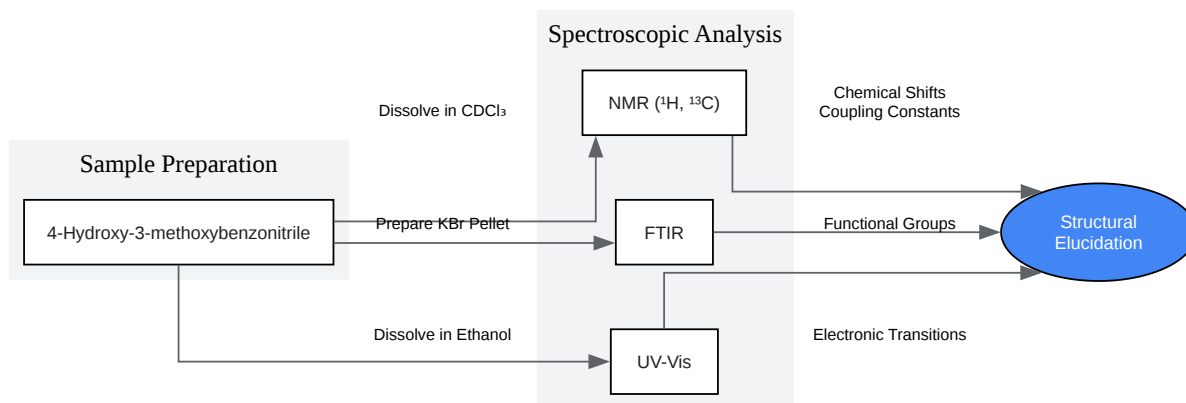 Spectroscopic Analysis
Dissolve in CDCl₃
NMR (¹H, ¹³C)
Chemical Shifts
Coupling Constants
Sample Preparation
4-Hydroxy-3-methoxybenzonitrile
Prepare KBr Pellet
FTIR
Functional Groups
Structural
Elucidation
Dissolve in Ethanol
UV-Vis
Electronic Transitions